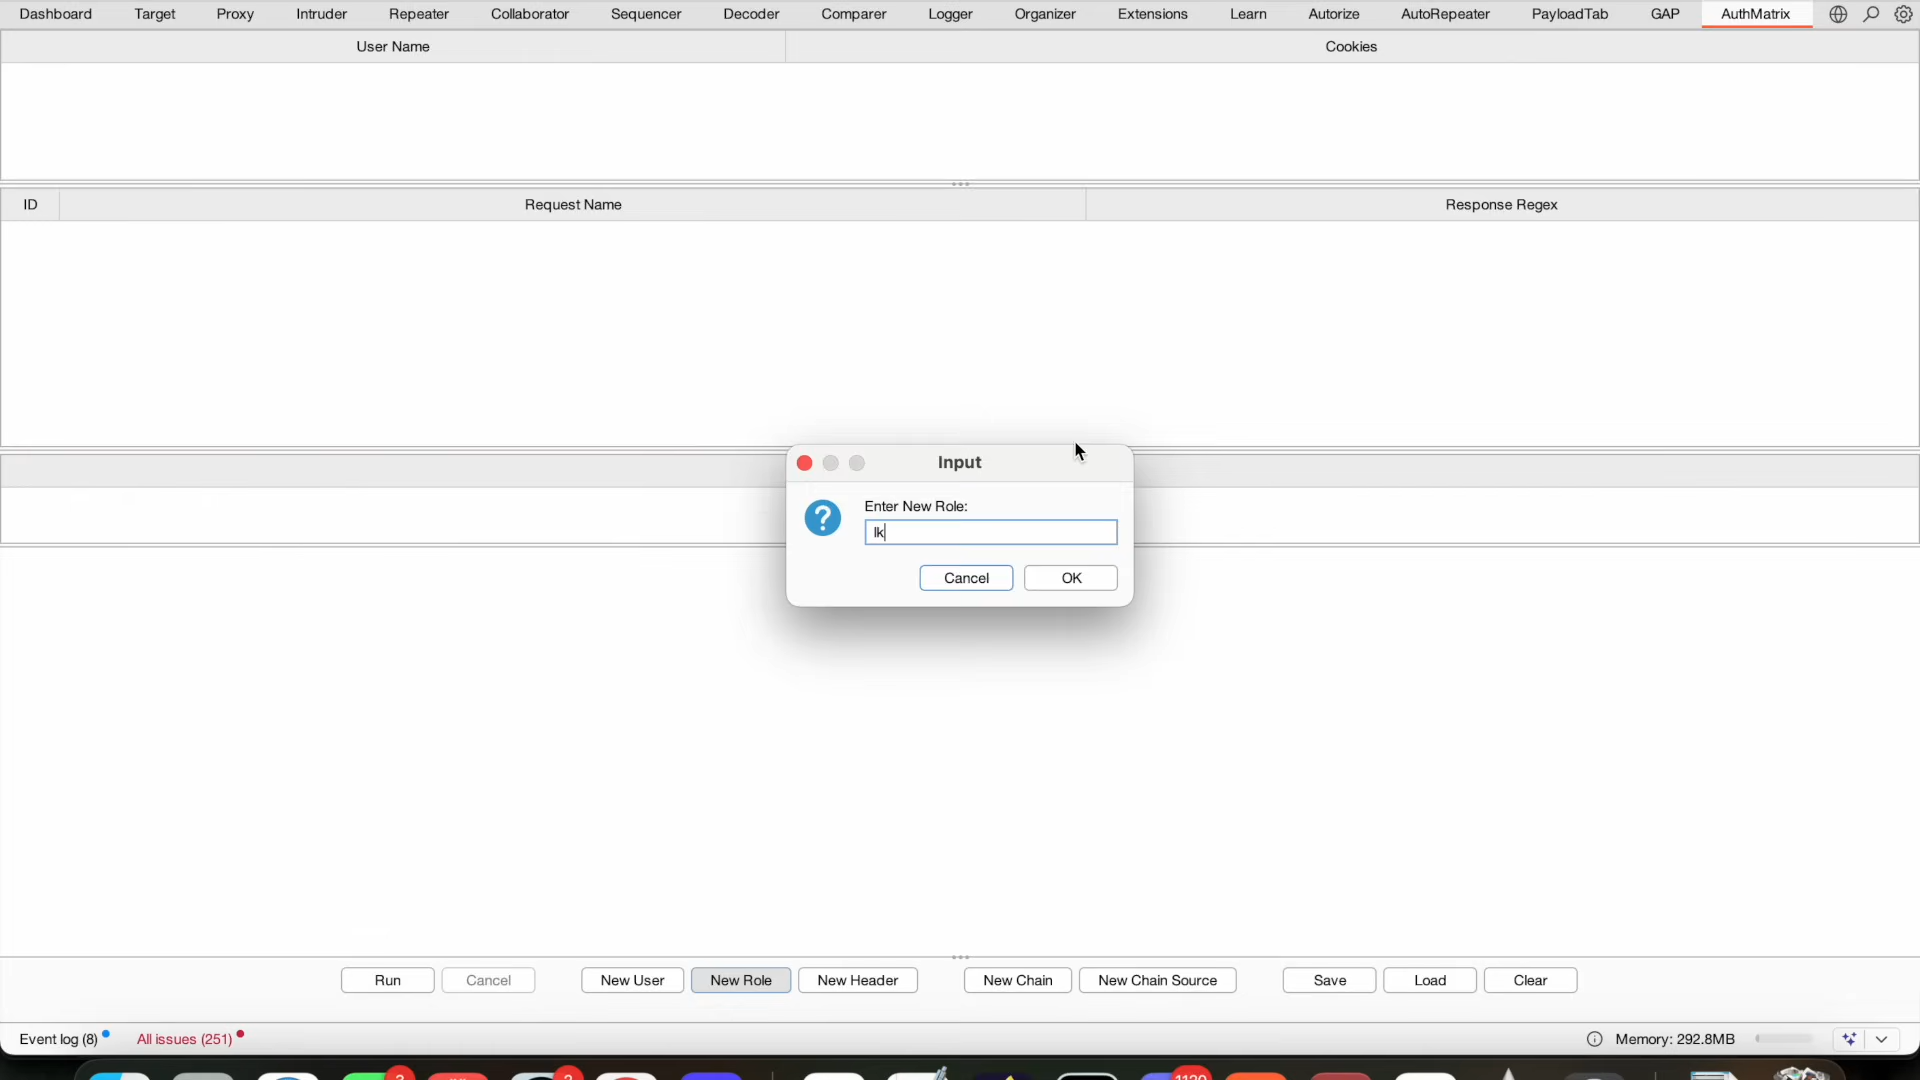 Dashboard Target Proxy Intruder Repeater Collaborator Sequencer Decoder Comparer Logger Organizer Extensions Learn Autorize AutoRepeater PayloadTab GAP AuthMatrix
User Name Cookies
ID Request Name Response Regex
Input
Enter New Role:
lk
Cancel OK
Run Cancel New User New Role New Header New Chain New Chain Source Save Load Clear
Event log (8) All issues (251) Memory: 292.8MB